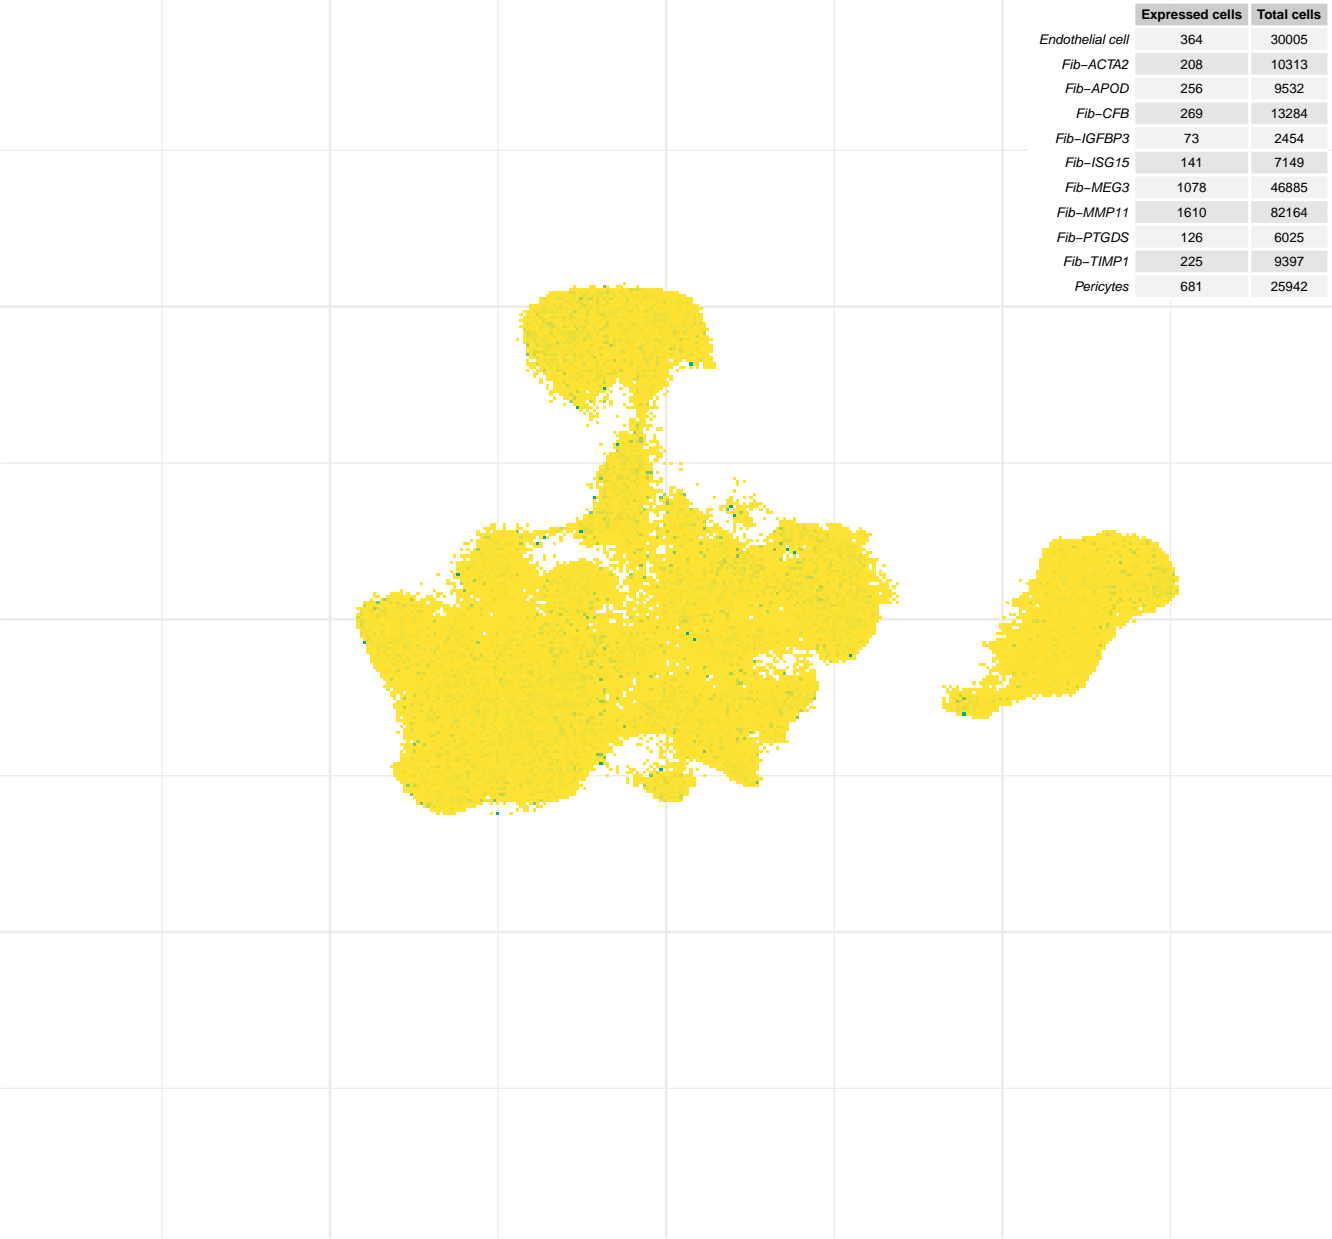 Expressed cells Total cells
Endothelial cell 364 30005
Fib−ACTA2 208 10313
Fib−APOD 256 9532
Fib−CFB 269 13284
Fib−IGFBP3 73 2454
Fib−ISG15 141 7149
Fib−MEG3 1078 46885
Fib−MMP11 1610 82164
Fib−PTGDS 126 6025
Fib−TIMP1 225 9397
Pericytes 681 25942